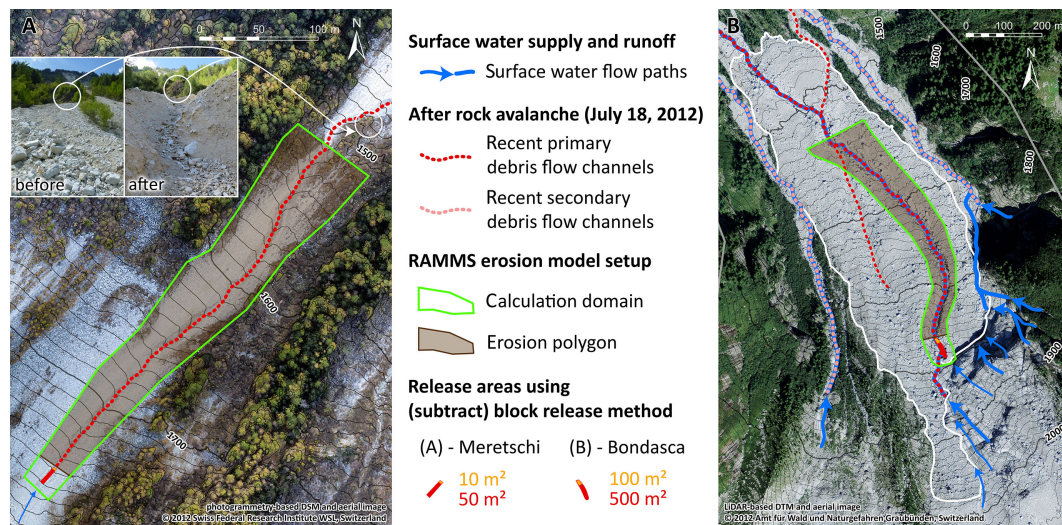 A
0
50
100 m
N
before
after
1500
1600
1700
photogrammetry-based DSM and aerial image
© 2012 Swiss Federal Research Institute WSL, Switzerland
Surface water supply and runoff
Surface water flow paths
After rock avalanche (July 18, 2012)
Recent primary
debris flow channels
Recent secondary
debris flow channels
RAMMS erosion model setup
Calculation domain
Erosion polygon
Release areas using
(subtract) block release method
(A) - Meretschi
10 m²
50 m²
(B) - Bondasca
100 m²
500 m²
B
0
100
200 m
N
1500
1600
1700
1800
1900
2000
LiDAR-based DTM and aerial image
© 2012 Amt für Wald und Naturgefahren Graubünden, Switzerland